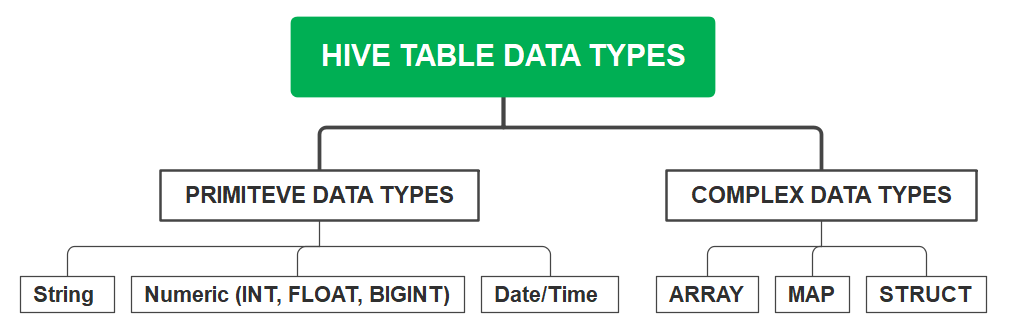 HIVE TABLE DATA TYPES
PRIMITEVE DATA TYPES
COMPLEX DATA TYPES
String
Numeric (INT, FLOAT, BIGINT)
Date/Time
ARRAY
MAP
STRUCT